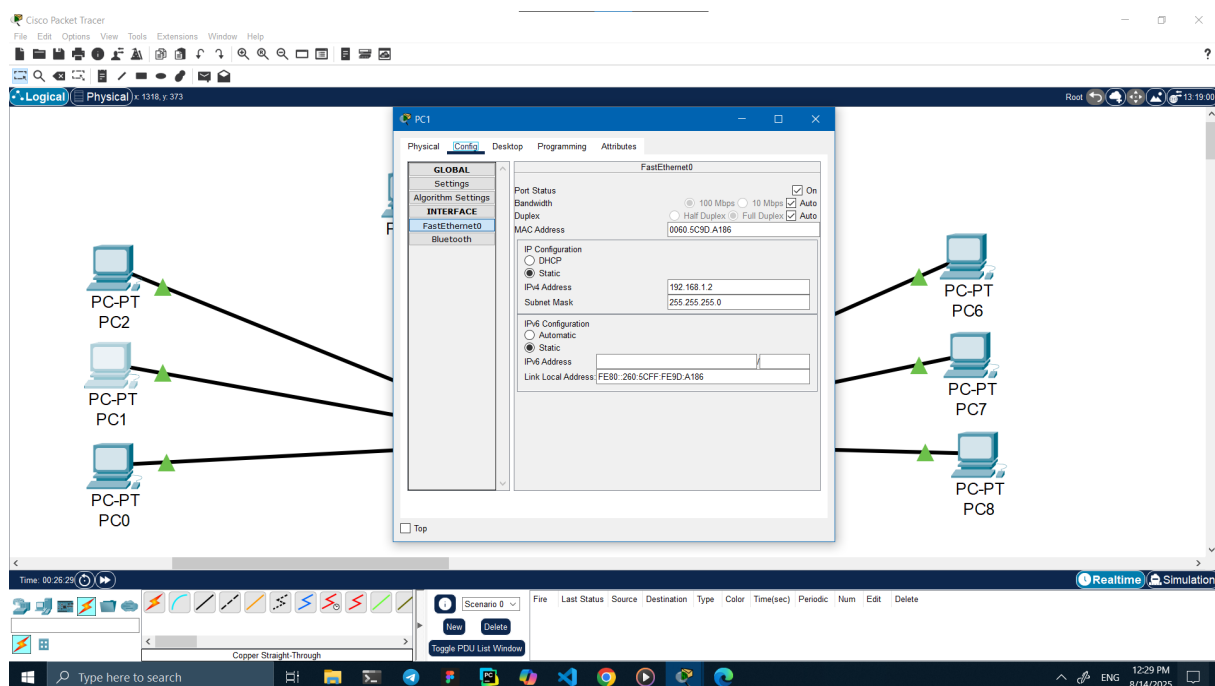 Cisco Packet Tracer
File Edit Options View Tools Extensions Window Help
?
Logical Physical x: 1318, y: 373 Root 13:19:00
PC1
Physical Config Desktop Programming Attributes
GLOBAL
Settings
Algorithm Settings
INTERFACE
FastEthernet0
Bluetooth
FastEthernet0
Port Status On
Bandwidth 100 Mbps 10 Mbps Auto
Duplex Half Duplex Full Duplex Auto
MAC Address 0060.5C9D.A186
IP Configuration
DHCP
Static
IPv4 Address 192.168.1.2
Subnet Mask 255.255.255.0
IPv6 Configuration
Automatic
Static
IPv6 Address /
Link Local Address: FE80::260:5CFF:FE9D:A186
Top
PC-PT
PC2
PC-PT
PC1
PC-PT
PC0
PC-PT
PC6
PC-PT
PC7
PC-PT
PC8
Time: 00:26:29
Realtime Simulation
Scenario 0
New Delete
Toggle PDU List Window
Fire Last Status Source Destination Type Color Time(sec) Periodic Num Edit Delete
Copper Straight-Through
Type here to search
ENG
12:29 PM
8/14/2025